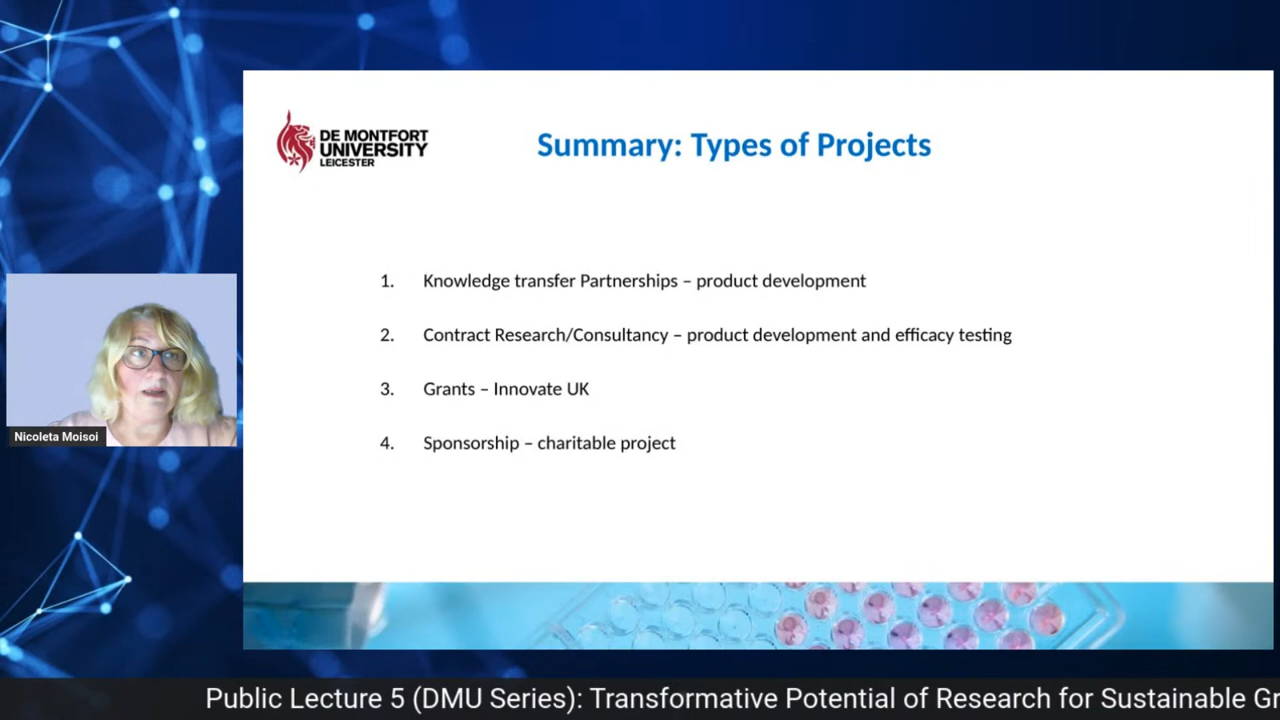 DE MONTFORT
UNIVERSITY
LEICESTER
Summary: Types of Projects
1. Knowledge transfer Partnerships – product development
2. Contract Research/Consultancy – product development and efficacy testing
3. Grants – Innovate UK
4. Sponsorship – charitable project
Nicoleta Moisoi
Public Lecture 5 (DMU Series): Transformative Potential of Research for Sustainable